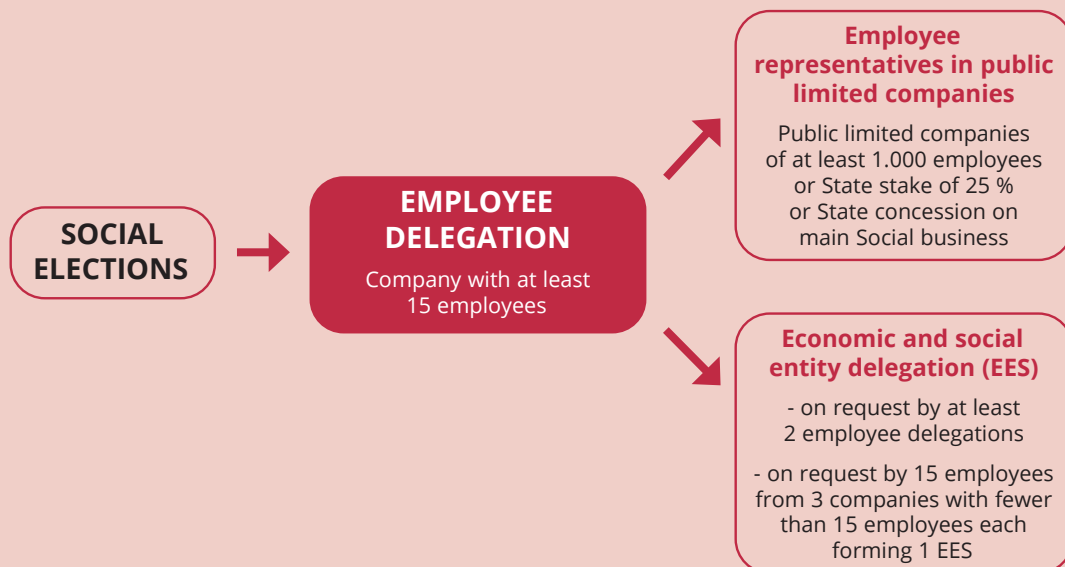 SOCIAL
ELECTIONS
EMPLOYEE
DELEGATION
Company with at least
15 employees
Employee
representatives in public
limited companies
Public limited companies
of at least 1.000 employees
or State stake of 25 %
or State concession on
main Social business
Economic and social
entity delegation (EES)
- on request by at least
2 employee delegations
- on request by 15 employees
from 3 companies with fewer
than 15 employees each
forming 1 EES